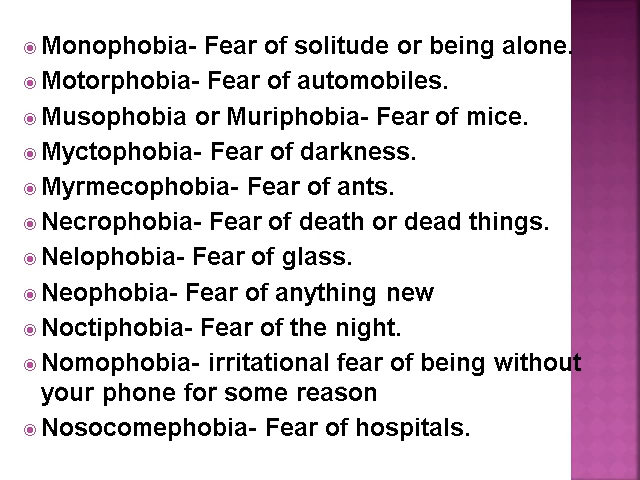 Monophobia- Fear of solitude or being alone.
Motorphobia- Fear of automobiles.
Musophobia or Muriphobia- Fear of mice.
Myctophobia- Fear of darkness.
Myrmecophobia- Fear of ants.
Necrophobia- Fear of death or dead things.
Nelophobia- Fear of glass.
Neophobia- Fear of anything new
Noctiphobia- Fear of the night.
Nomophobia- irritational fear of being without
your phone for some reason
Nosocomephobia- Fear of hospitals.